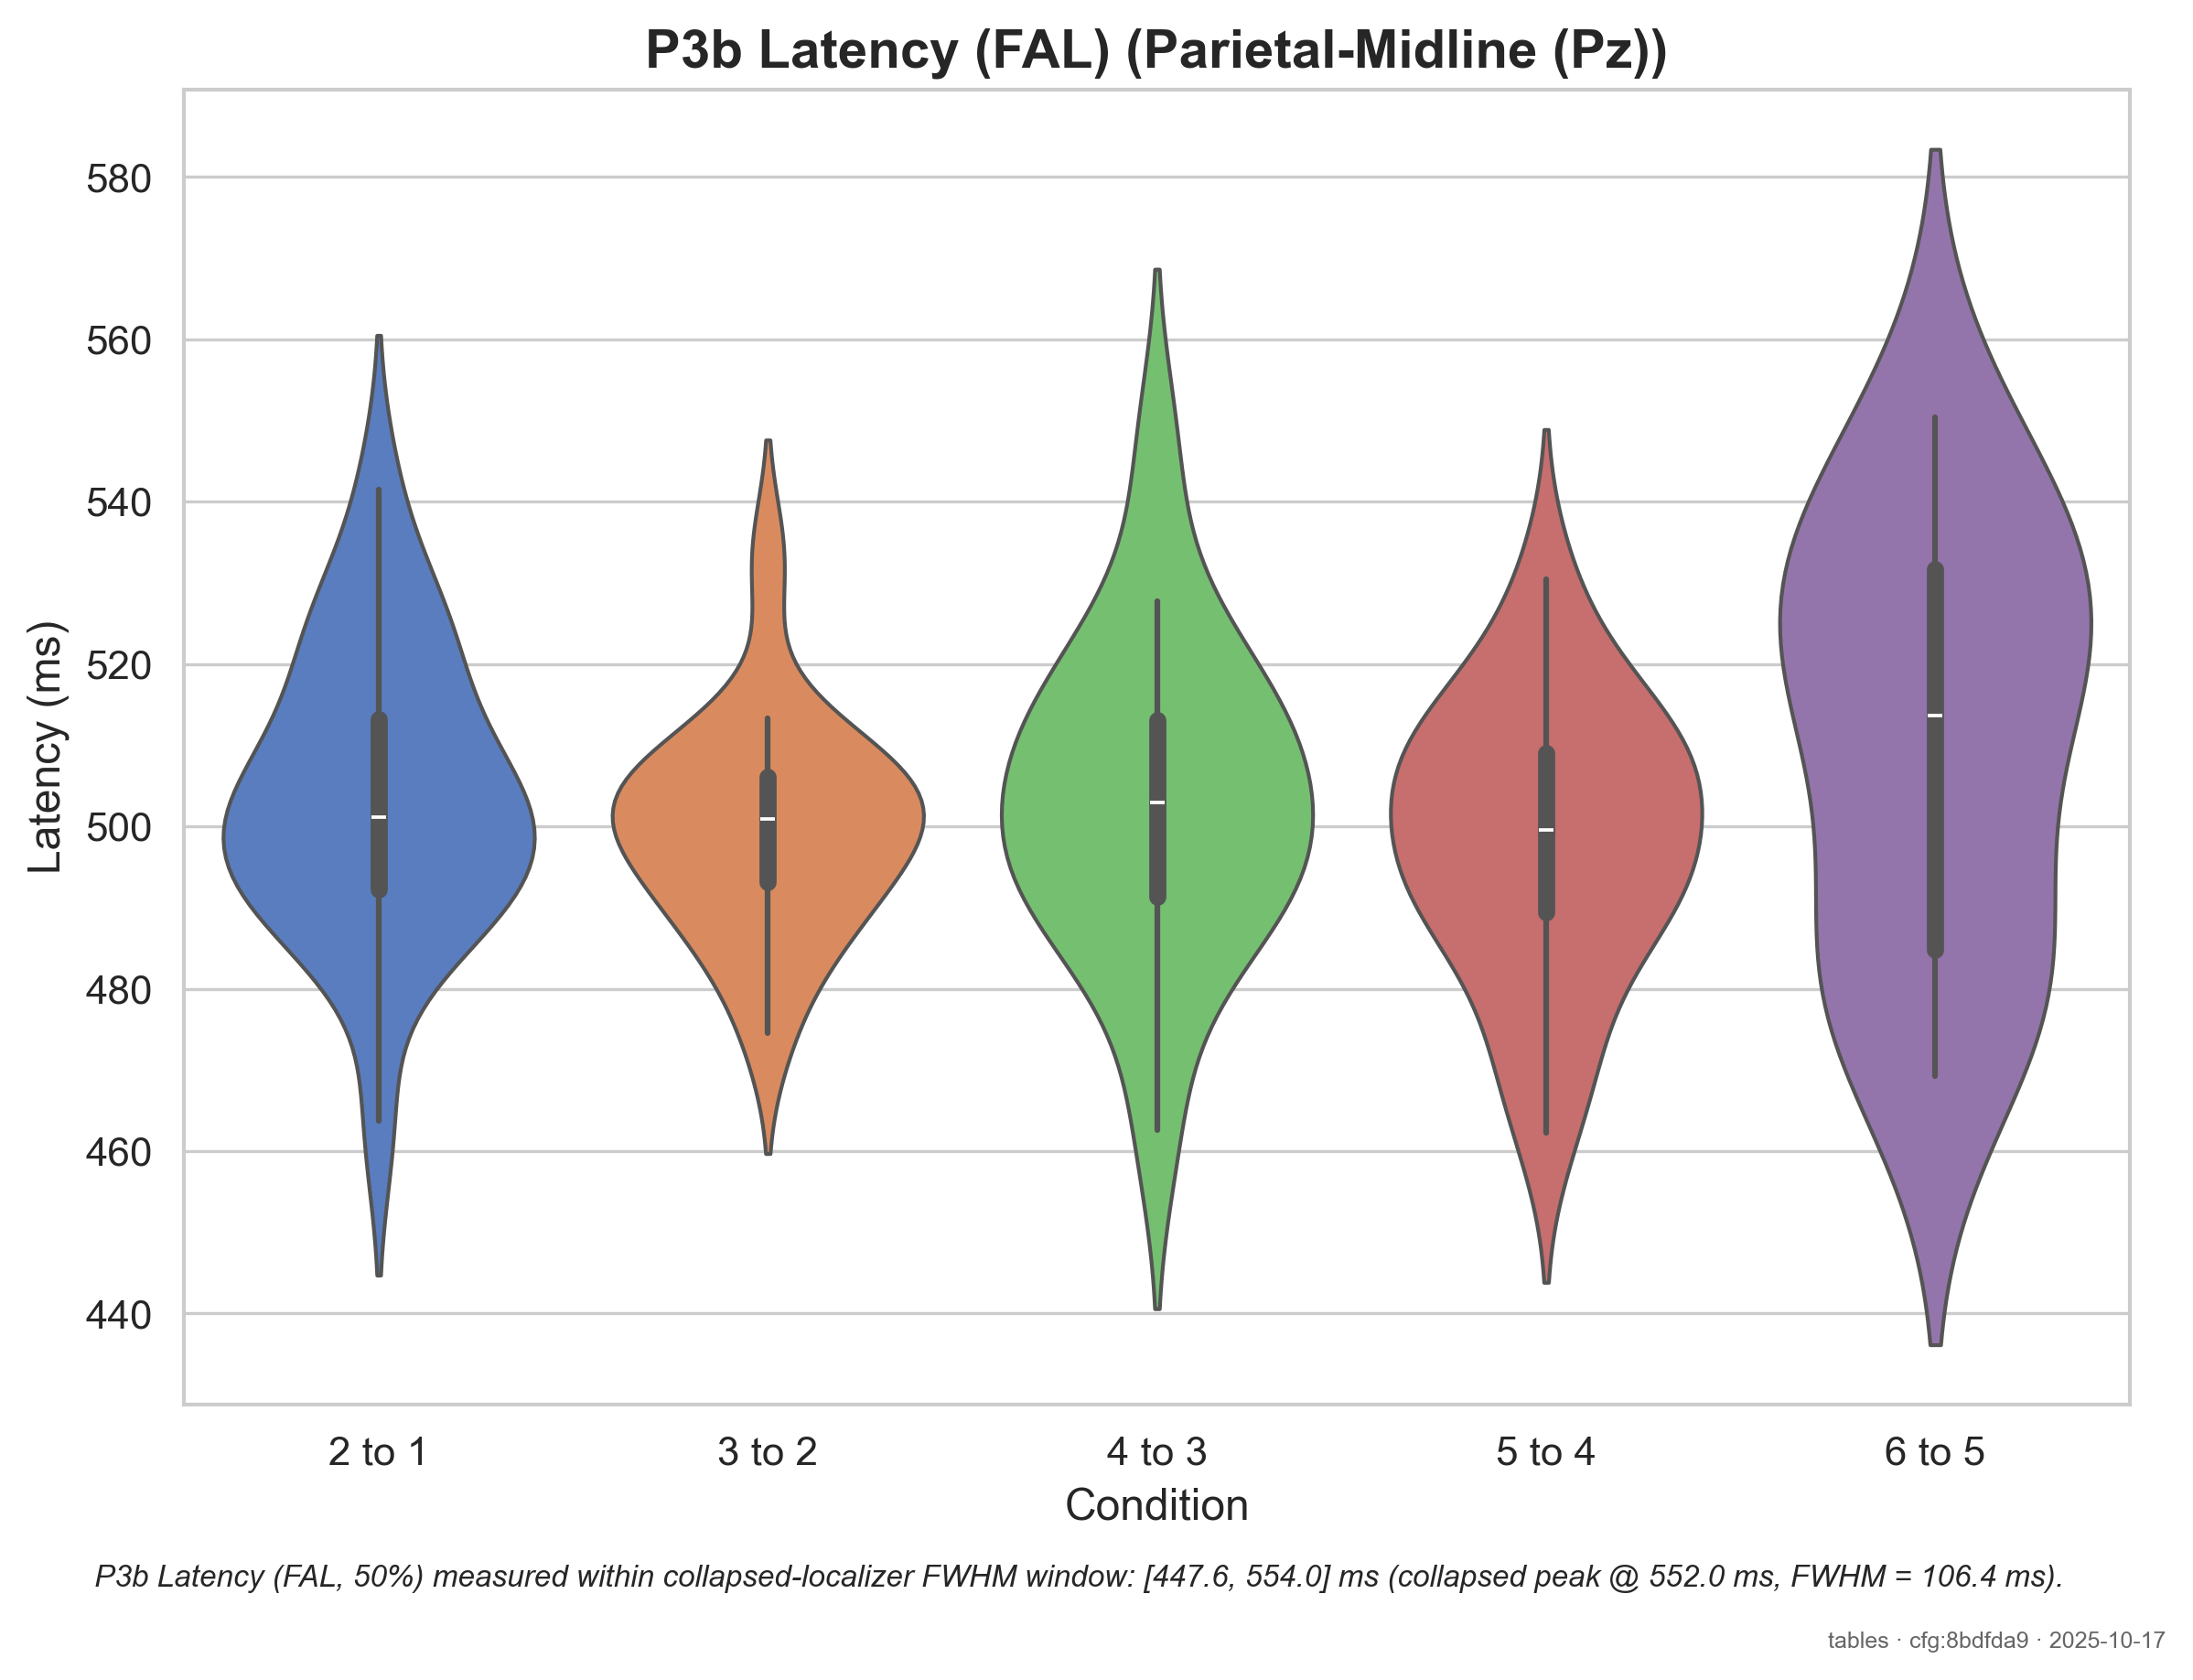 P3b Latency (FAL) (Parietal-Midline (Pz))
Latency (ms)
580
560
540
520
500
480
460
440
2 to 1
3 to 2
4 to 3
5 to 4
6 to 5
Condition
P3b Latency (FAL, 50%) measured within collapsed-localizer FWHM window: [447.6, 554.0] ms (collapsed peak @ 552.0 ms, FWHM = 106.4 ms).
tables · cfg:8bdfda9 · 2025-10-17